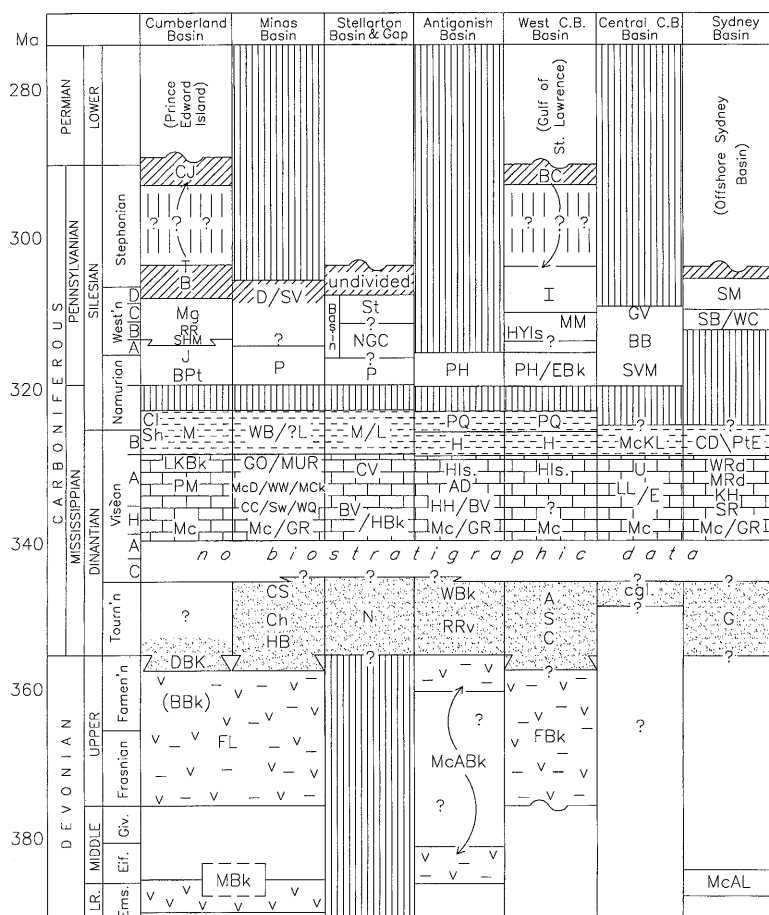 Ma
Cumberland Basin
Minas Basin
Stellarton Basin & Gap
Antigonish Basin
West C.B. Basin
Central C.B. Basin
Sydney Basin
280
300
320
340
360
380
PERMIAN
LOWER
CARBONIFEROUS
PENNSYLVANIAN
MISSISSIPPIAN
SILESIAN
DINANTIAN
Stephanian
West'n
D
C
B
A
Namurian
Viséan
B
A
H
A
C
Tourn'n
DEVONIAN
UPPER
MIDDLE
LR.
Famen'n
Frasnian
Giv.
Eif.
Ems.
(Prince Edward Island)
(Gulf of St. Lawrence)
(Offshore Sydney Basin)
CJ BC
? ? ? ? ? ?
T
B undivided
D/SV St I SM
Basin
Mg ? MM GV SB/WC
RR NGC HYIs BB
SHM ? ?
J ?
BPt P P PH PH/EBk SVM
? ?
Cl PQ PQ
Sh M WB/?L M/L H H McKL CD\PtE
LKBk GO/MUR CV HIs. HIs. U WRd
PM McD/WW/MCk AD LL/E MRd
CC/Sw/WQ BV/HBk HH/BV ? KH
SR
Mc Mc/GR Mc/GR Mc Mc Mc/GR
no biostratigraphic data
? ? ? ? ?
CS WBk A cgl.
? Ch N RRv S ? G
HB C
DBK ? ? ?
(BBk)
FL ? FBk ?
McABk
?
MBk McAL